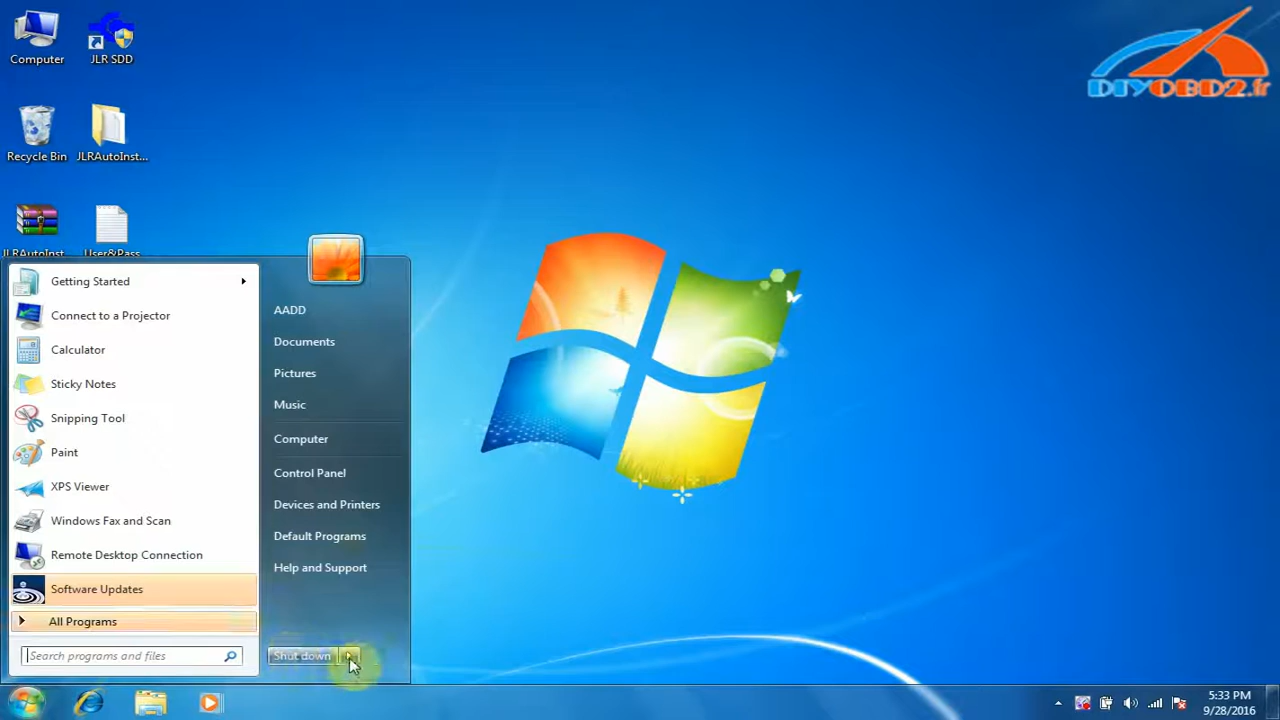 Computer
JLR SDD
DIYOBD2.fr
Recycle Bin
JLRAutoInst...
JLRAutoInst
User&Pass
Getting Started
Connect to a Projector
Calculator
Sticky Notes
Snipping Tool
Paint
XPS Viewer
Windows Fax and Scan
Remote Desktop Connection
Software Updates
All Programs
Search programs and files
AADD
Documents
Pictures
Music
Computer
Control Panel
Devices and Printers
Default Programs
Help and Support
Shut down
5:33 PM
9/28/2016